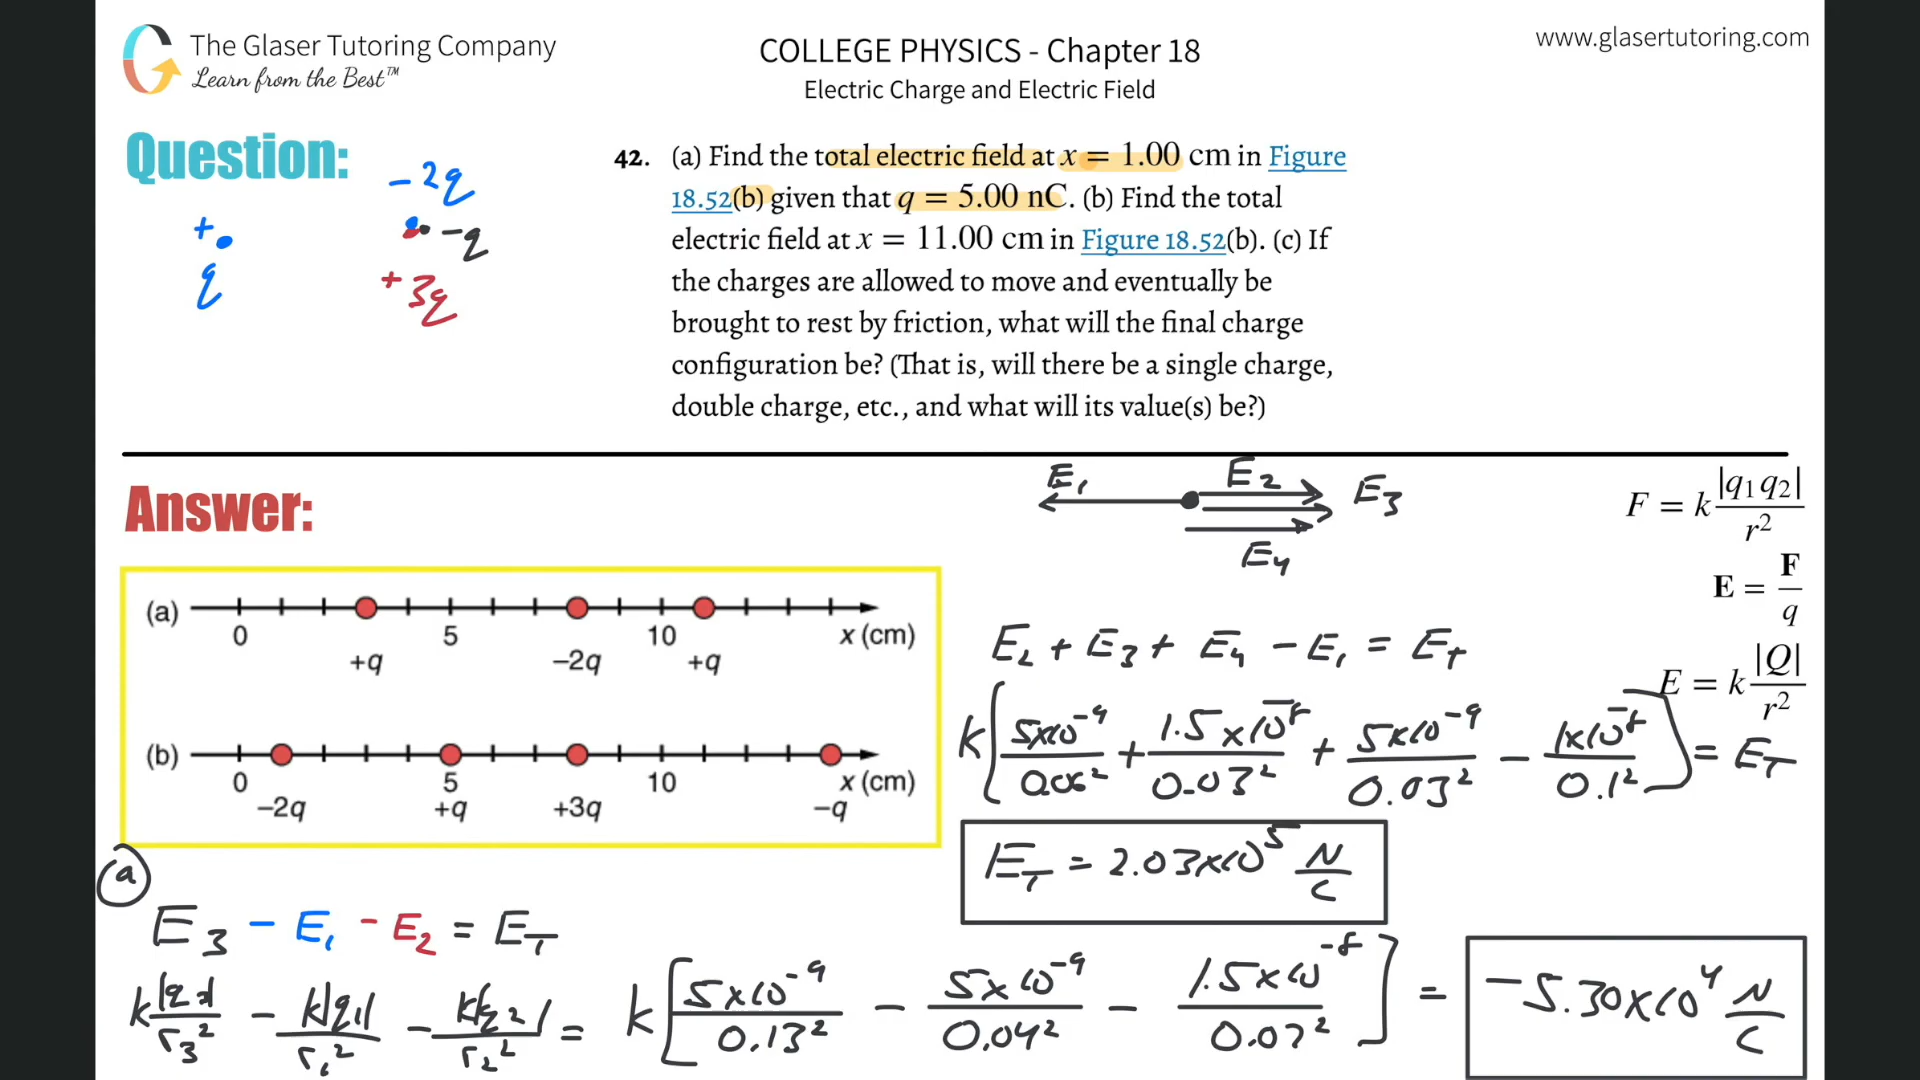 The Glaser Tutoring Company
Learn from the Best™
COLLEGE PHYSICS - Chapter 18
Electric Charge and Electric Field
www.glasertutoring.com
Question:
-2q
+
q
-q
+3q
42. (a) Find the total electric field at x = 1.00 cm in Figure
18.52(b) given that q = 5.00 nC. (b) Find the total
electric field at x = 11.00 cm in Figure 18.52(b). (c) If
the charges are allowed to move and eventually be
brought to rest by friction, what will the final charge
configuration be? (That is, will there be a single charge,
double charge, etc., and what will its value(s) be?)
Answer:
E₁ E₂ E₃
E₄
F = k |q₁q₂| / r²
E = F / q
E = k |Q| / r²
(a)
0 5 10 x (cm)
+q −2q +q
(b)
0 5 10 x (cm)
−2q +q +3q −q
E₂ + E₃ + E₄ - E₁ = E_T
k[ 5x10⁻⁹ / 0.06² + 1.5x10⁻⁸ / 0.03² + 5x10⁻⁹ / 0.03² - 1x10⁻⁸ / 0.1² ] = E_T
E_T = 2.03x10⁵ N/C
a
E₃ - E₁ - E₂ = E_T
k|q₃| / r₃² - k|q₁| / r₁² - k|q₂| / r₂² = k[ 5x10⁻⁹ / 0.13² - 5x10⁻⁹ / 0.04² - 1.5x10⁻⁸ / 0.07² ] = -5.30x10⁴ N/C